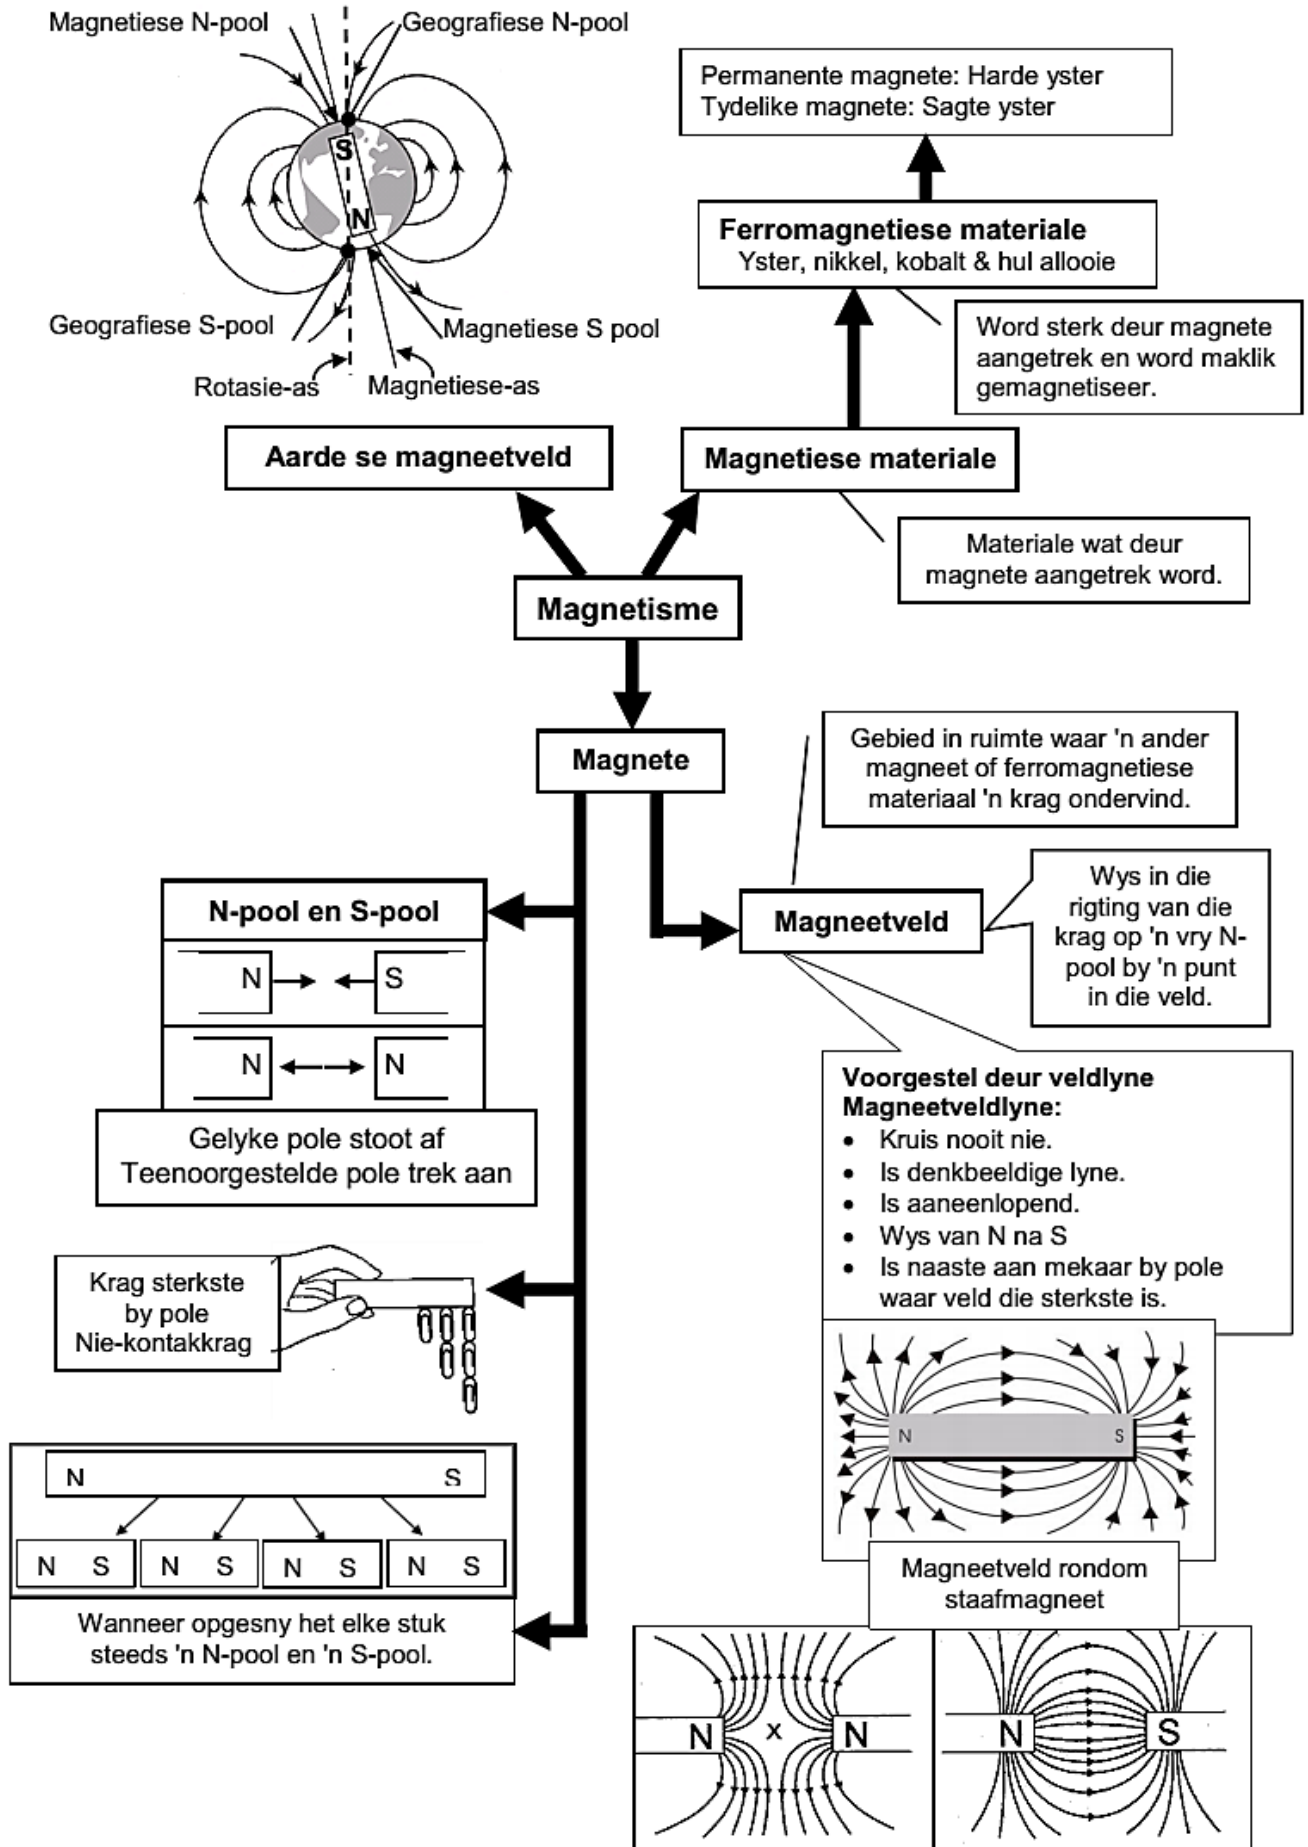 Magnetiese N-pool
Geografiese N-pool
S
N
Geografiese S-pool
Magnetiese S pool
Rotasie-as
Magnetiese-as
Permanente magnete: Harde yster
Tydelike magnete: Sagte yster
Ferromagnetiese materiale
Yster, nikkel, kobalt & hul allooie
Word sterk deur magnete
aangetrek en word maklik
gemagnetiseer.
Aarde se magneetveld
Magnetiese materiale
Materiale wat deur
magnete aangetrek word.
Magnetisme
Magnete
Gebied in ruimte waar 'n ander
magneet of ferromagnetiese
materiaal 'n krag ondervind.
Magneetveld
Wys in die
rigting van die
krag op 'n vry N-
pool by 'n punt
in die veld.
N-pool en S-pool
N S
N N
Gelyke pole stoot af
Teenoorgestelde pole trek aan
Voorgestel deur veldlyne
Magneetveldlyne:
• Kruis nooit nie.
• Is denkbeeldige lyne.
• Is aaneenlopend.
• Wys van N na S
• Is naaste aan mekaar by pole
waar veld die sterkste is.
Krag sterkste
by pole
Nie-kontakkrag
N S
Magneetveld rondom
staafmagneet
N S
N S N S N S N S
Wanneer opgesny het elke stuk
steeds 'n N-pool en 'n S-pool.
N x N
N S